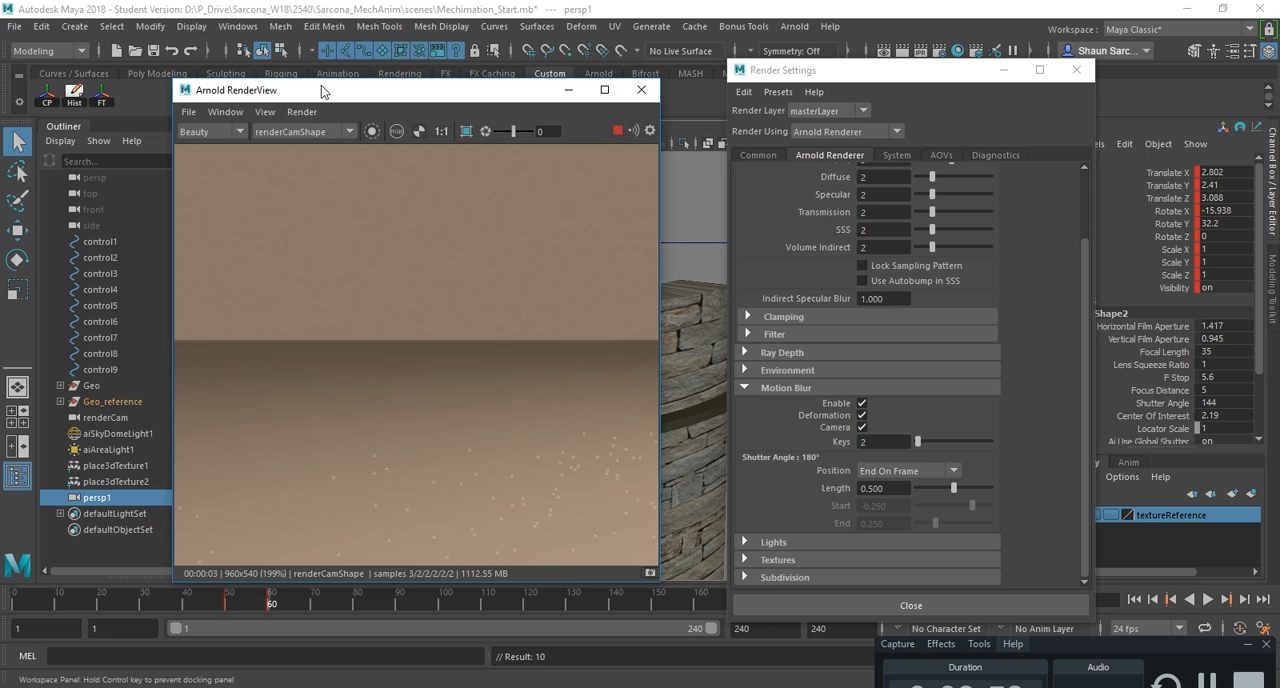 Autodesk Maya 2018 - Student Version: D:\P_Drive\Sarcona_W18\2540\Sarcona_MechAnim\scenes\Mechimation_Start.mb* --- persp1
File Edit Create Select Modify Display Windows Mesh Edit Mesh Mesh Tools Mesh Display Curves Surfaces Deform UV Generate Cache Bonus Tools Arnold Help
Workspace : Maya Classic*
Modeling No Live Surface Symmetry: Off Shaun Sarc...
Curves / Surfaces Poly Modeling Sculpting Rigging Animation Rendering FX FX Caching Custom Arnold Bifrost MASH
CP Hist FT
Outliner
Display Show Help
Search...
persp
top
front
side
control1
control2
control3
control4
control5
control6
control7
control8
control9
Geo
Geo_reference
renderCam
aiSkyDomeLight1
aiAreaLight1
place3dTexture1
place3dTexture2
persp1
defaultLightSet
defaultObjectSet
Arnold RenderView
File Window View Render
Beauty renderCamShape RGB 1:1 0
00:00:03 | 960x540 (199%) | renderCamShape | samples 3/2/2/2/2/2 | 1112.55 MB
Render Settings
Edit Presets Help
Render Layer masterLayer
Render Using Arnold Renderer
Common Arnold Renderer System AOVs Diagnostics
Diffuse 2
Specular 2
Transmission 2
SSS 2
Volume Indirect 2
Lock Sampling Pattern
Use Autobump in SSS
Indirect Specular Blur 1.000
Clamping
Filter
Ray Depth
Environment
Motion Blur
Enable
Deformation
Camera
Keys 2
Shutter Angle : 180°
Position End On Frame
Length 0.500
Start -0.250
End 0.250
Lights
Textures
Subdivision
Close
els Edit Object Show
Translate X 2.802
Translate Y 2.41
Translate Z 3.088
Rotate X -15.938
Rotate Y 32.2
Rotate Z 0
Scale X 1
Scale Y 1
Scale Z 1
Visibility on
Shape2
Horizontal Film Aperture 1.417
Vertical Film Aperture 0.945
Focal Length 35
Lens Squeeze Ratio 1
F Stop 5.6
Focus Distance 5
Shutter Angle 144
Center Of Interest 2.19
Locator Scale 1
Ai Use Global Shutter on
y Anim
Options Help
textureReference
Channel Box / Layer Editor
Modeling Toolkit
0 10 20 30 40 50 60 70 80 90 100 110 120 130 140 150 160
60
1 1 1 240 240 240 No Character Set No Anim Layer 24 fps
MEL // Result: 10
Workspace Panel: Hold Control key to prevent docking panel
Capture Effects Tools Help
Duration Audio